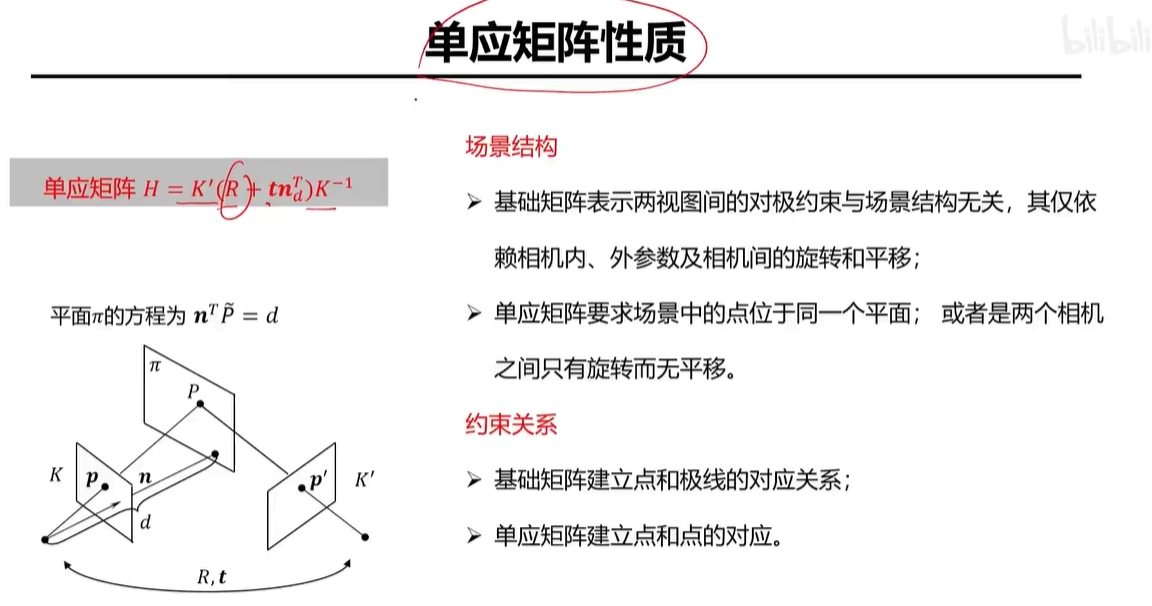 单应矩阵性质
bilibili
单应矩阵 H = K′(R + tn_d^T)K^{-1}
平面π的方程为 n^T P̃ = d
π
P
K
p
n
p′
K′
d
R, t
场景结构
➢ 基础矩阵表示两视图间的对极约束与场景结构无关，其仅依
赖相机内、外参数及相机间的旋转和平移；
➢ 单应矩阵要求场景中的点位于同一个平面； 或者是两个相机
之间只有旋转而无平移。
约束关系
➢ 基础矩阵建立点和极线的对应关系；
➢ 单应矩阵建立点和点的对应。